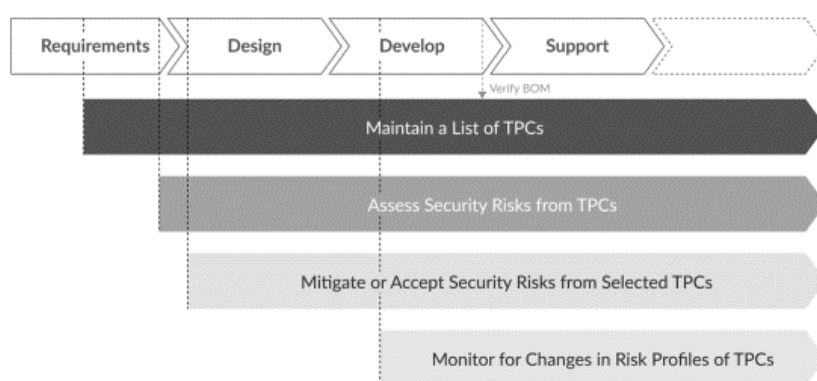 Requirements
Design
Develop
Support
Verify BOM
Maintain a List of TPCs
Assess Security Risks from TPCs
Mitigate or Accept Security Risks from Selected TPCs
Monitor for Changes in Risk Profiles of TPCs